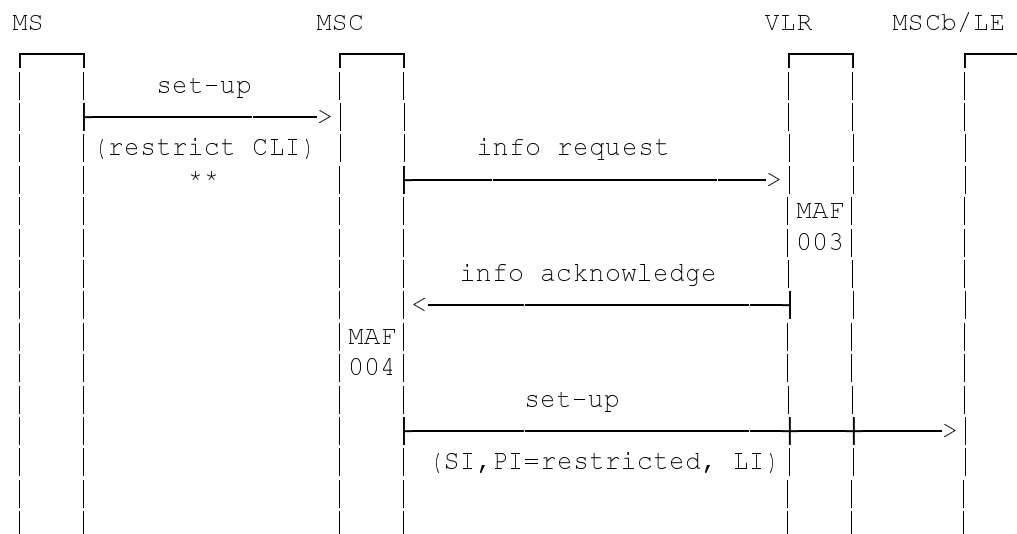 MS MSC VLR MSCb/LE
set-up
(restrict CLI)
**
info request
MAF
003
info acknowledge
MAF
004
set-up
(SI,PI=restricted, LI)